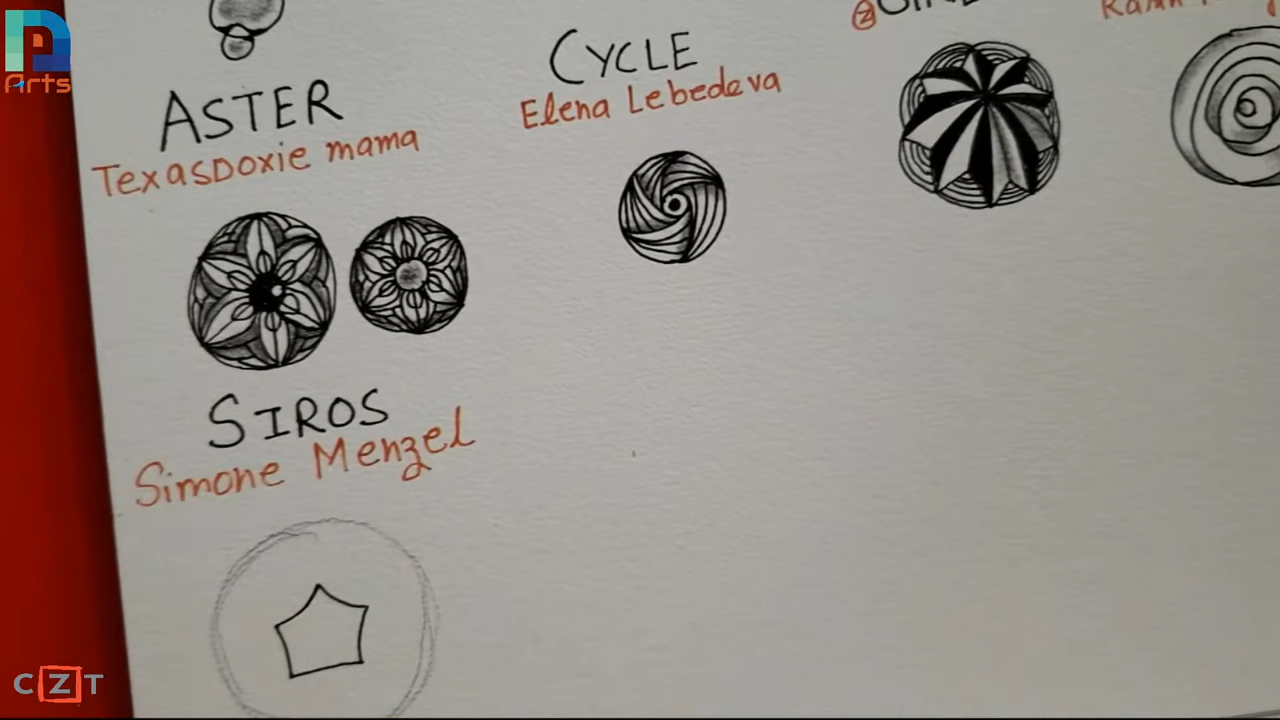 Arts
ASTER
Texasdoxie mama
CYCLE
Elena Lebedeva
SIROS
Simone Menzel
CZT